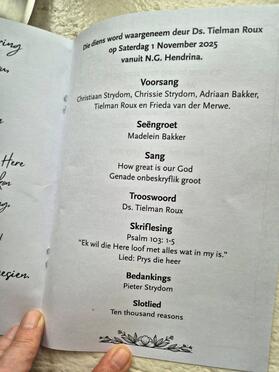 ring
Here
Die diens word waargeneem deur Ds. Tielman Roux
op Saterdag 1 November 2025
vanuit N.G. Hendrina.
Voorsang
Christiaan Strydom, Chrissie Strydom, Adriaan Bakker,
Tielman Roux en Frieda van der Merwe.
Seëngroet
Madelein Bakker
Sang
How great is our God
Genade onbeskryflik groot
Trooswoord
Ds. Tielman Roux
Skriflesing
Psalm 103: 1-5
"Ek wil die Here loof met alles wat in my is."
Lied: Prys die heer
Bedankings
Pieter Strydom
Slotlied
Ten thousand reasons